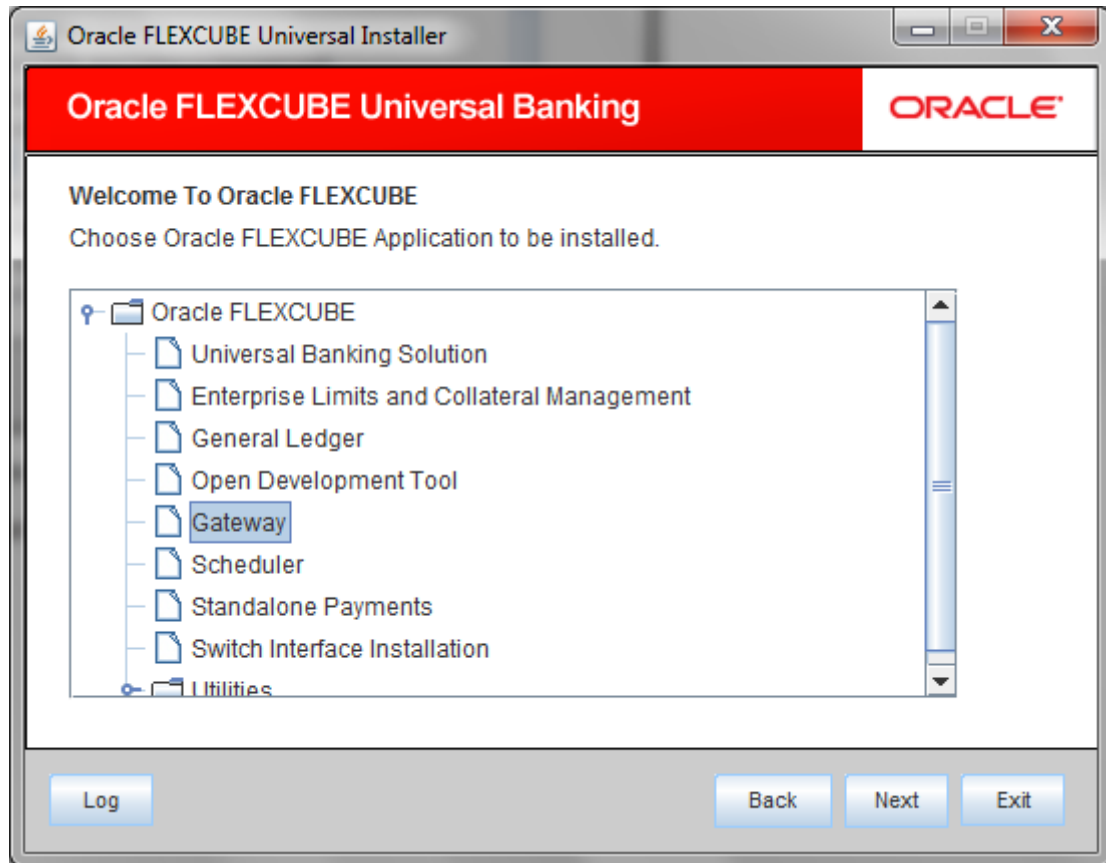 Oracle FLEXCUBE Universal Installer
Oracle FLEXCUBE Universal Banking
ORACLE
Welcome To Oracle FLEXCUBE
Choose Oracle FLEXCUBE Application to be installed.
Oracle FLEXCUBE
Universal Banking Solution
Enterprise Limits and Collateral Management
General Ledger
Open Development Tool
Gateway
Scheduler
Standalone Payments
Switch Interface Installation
Utilities
Log
Back
Next
Exit